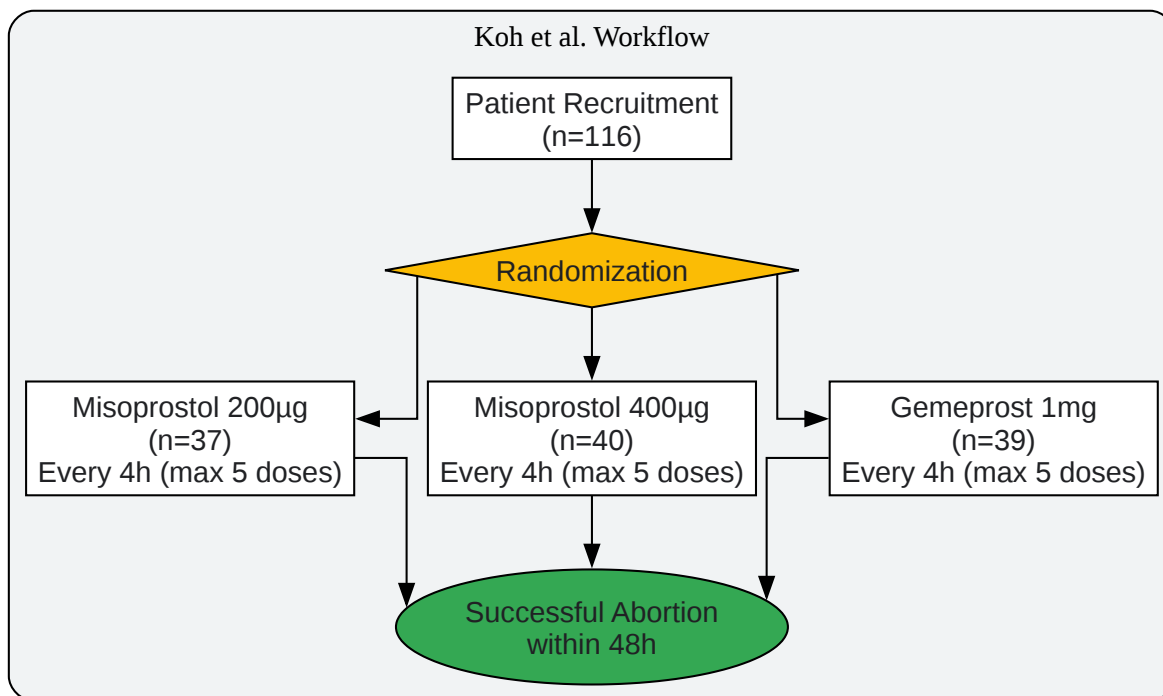 Koh et al. Workflow
Patient Recruitment
(n=116)
Randomization
Misoprostol 200µg
(n=37)
Every 4h (max 5 doses)
Misoprostol 400µg
(n=40)
Every 4h (max 5 doses)
Gemeprost 1mg
(n=39)
Every 4h (max 5 doses)
Successful Abortion
within 48h